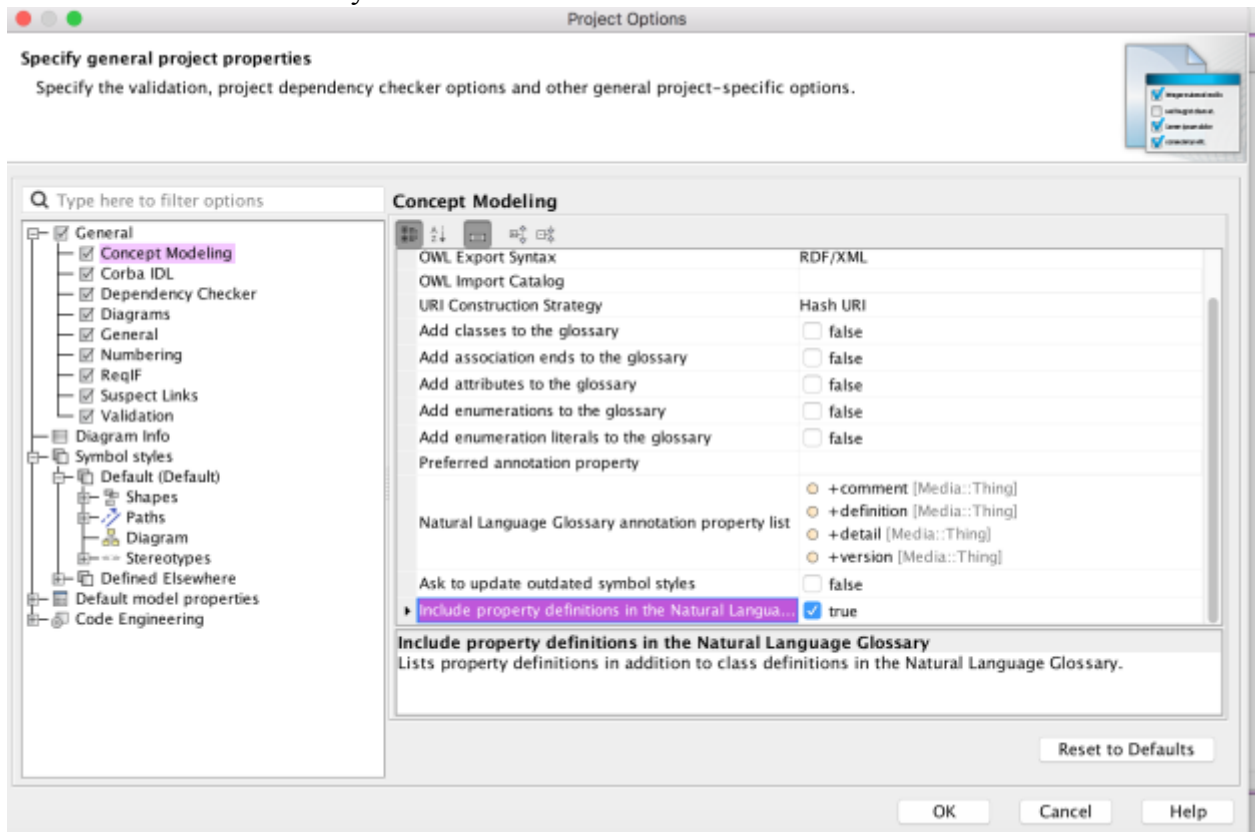 Project Options
Specify general project properties
Specify the validation, project dependency checker options and other general project-specific options.
Type here to filter options
General
Concept Modeling
Corba IDL
Dependency Checker
Diagrams
General
Numbering
ReqIF
Suspect Links
Validation
Diagram Info
Symbol styles
Default (Default)
Shapes
Paths
Diagram
Stereotypes
Defined Elsewhere
Default model properties
Code Engineering
Concept Modeling
OWL Export Syntax RDF/XML
OWL Import Catalog
URI Construction Strategy Hash URI
Add classes to the glossary false
Add association ends to the glossary false
Add attributes to the glossary false
Add enumerations to the glossary false
Add enumeration literals to the glossary false
Preferred annotation property
Natural Language Glossary annotation property list
+comment [Media::Thing]
+definition [Media::Thing]
+detail [Media::Thing]
+version [Media::Thing]
Ask to update outdated symbol styles false
Include property definitions in the Natural Langua... true
Include property definitions in the Natural Language Glossary
Lists property definitions in addition to class definitions in the Natural Language Glossary.
Reset to Defaults
OK Cancel Help